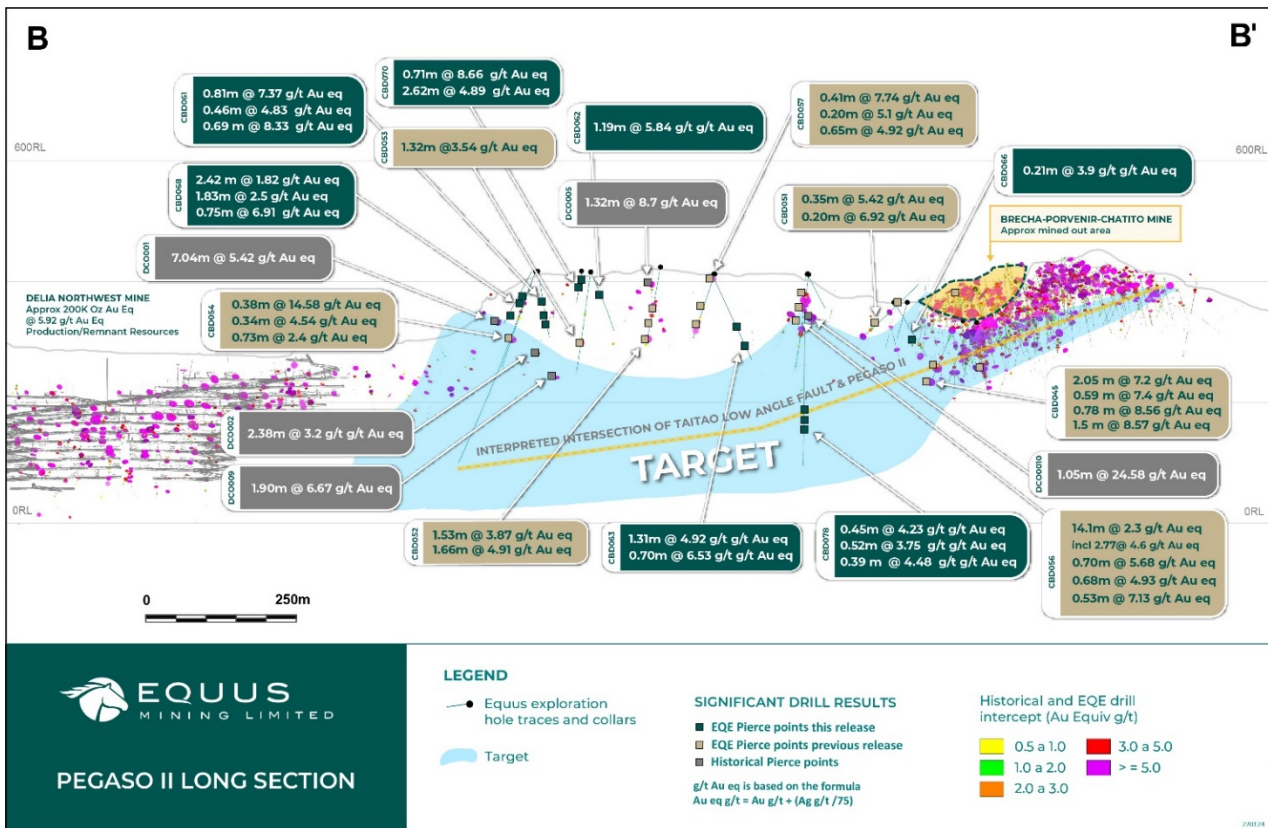 B
B'
CBD061
0.81m @ 7.37 g/t Au eq
0.46m @ 4.83 g/t Au eq
0.69 m @ 8.33 g/t Au eq
CBD070
0.71m @ 8.66 g/t Au eq
2.62m @ 4.89 g/t Au eq
CBD053
1.32m @3.54 g/t Au eq
CBD062
1.19m @ 5.84 g/t g/t Au eq
CBD057
0.41m @ 7.74 g/t Au eq
0.20m @ 5.1 g/t Au eq
0.65m @ 4.92 g/t Au eq
600RL
600RL
CBD066
0.21m @ 3.9 g/t g/t Au eq
CBD068
2.42 m @ 1.82 g/t Au eq
1.83m @ 2.5 g/t Au eq
0.75m @ 6.91 g/t Au eq
DCO005
1.32m @ 8.7 g/t Au eq
CBD051
0.35m @ 5.42 g/t Au eq
0.20m @ 6.92 g/t Au eq
BRECHA-PORVENIR-CHATITO MINE
Approx mined out area
DCO001
7.04m @ 5.42 g/t Au eq
DELIA NORTHWEST MINE
Approx 200K Oz Au Eq
@ 5.92 g/t Au Eq
Production/Remnant Resources
CBD054
0.38m @ 14.58 g/t Au eq
0.34m @ 4.54 g/t Au eq
0.73m @ 2.4 g/t Au eq
CBD045
2.05 m @ 7.2 g/t Au eq
0.59 m @ 7.4 g/t Au eq
0.78 m @ 8.56 g/t Au eq
1.5 m @ 8.57 g/t Au eq
INTERPRETED INTERSECTION OF TAITAO LOW ANGLE FAULT & PEGASO II
TARGET
DCO002
2.38m @ 3.2 g/t g/t Au eq
DCO009
1.90m @ 6.67 g/t Au eq
DCO0010
1.05m @ 24.58 g/t Au eq
0RL
0RL
CBD052
1.53m @ 3.87 g/t Au eq
1.66m @ 4.91 g/t Au eq
CBD063
1.31m @ 4.92 g/t g/t Au eq
0.70m @ 6.53 g/t g/t Au eq
CBD078
0.45m @ 4.23 g/t g/t Au eq
0.52m @ 3.75 g/t g/t Au eq
0.39 m @ 4.48 g/t g/t Au eq
CBD056
14.1m @ 2.3 g/t Au eq
incl 2.77@ 4.6 g/t Au eq
0.70m @ 5.68 g/t Au eq
0.68m @ 4.93 g/t Au eq
0.53m @ 7.13 g/t Au eq
0 250m
EQUUS
MINING LIMITED
PEGASO II LONG SECTION
LEGEND
Equus exploration
hole traces and collars
Target
SIGNIFICANT DRILL RESULTS
EQE Pierce points this release
EQE Pierce points previous release
Historical Pierce points
g/t Au eq is based on the formula
Au eq g/t = Au g/t + (Ag g/t /75)
Historical and EQE drill
intercept (Au Equiv g/t)
0.5 a 1.0
1.0 a 2.0
2.0 a 3.0
3.0 a 5.0
> = 5.0
220124